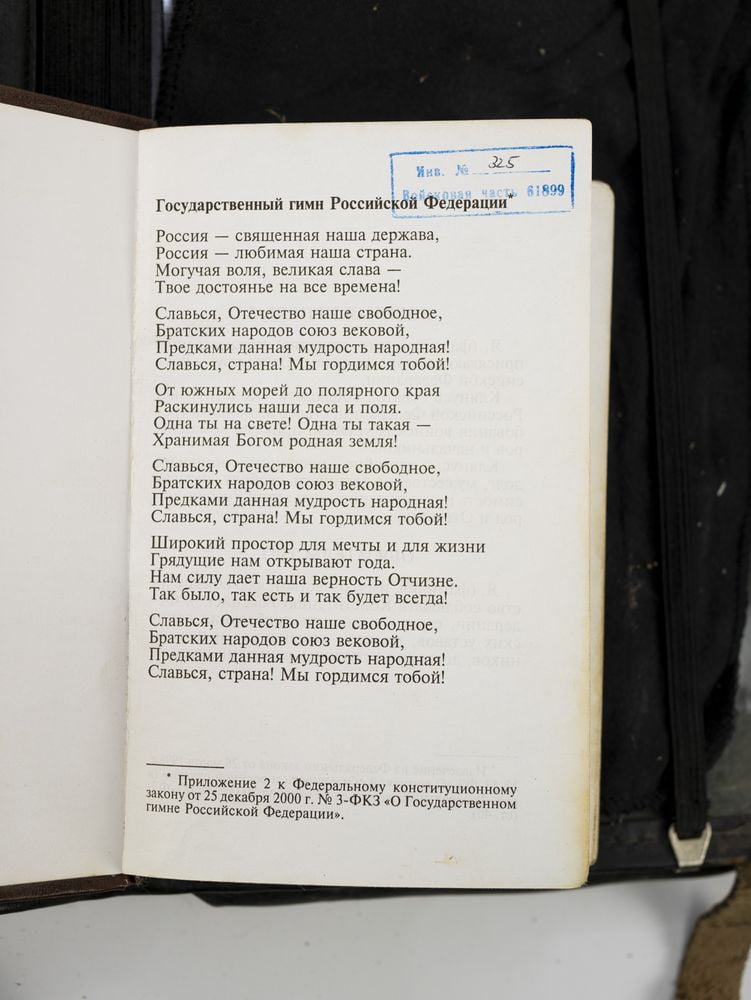 Инв. № 325
Войсковая часть 61899
Государственный гимн Российской Федерации*
Россия — священная наша держава,
Россия — любимая наша страна.
Могучая воля, великая слава —
Твое достоянье на все времена!
Славься, Отечество наше свободное,
Братских народов союз вековой,
Предками данная мудрость народная!
Славься, страна! Мы гордимся тобой!
От южных морей до полярного края
Раскинулись наши леса и поля.
Одна ты на свете! Одна ты такая —
Хранимая Богом родная земля!
Славься, Отечество наше свободное,
Братских народов союз вековой,
Предками данная мудрость народная!
Славься, страна! Мы гордимся тобой!
Широкий простор для мечты и для жизни
Грядущие нам открывают года.
Нам силу дает наша верность Отчизне.
Так было, так есть и так будет всегда!
Славься, Отечество наше свободное,
Братских народов союз вековой,
Предками данная мудрость народная!
Славься, страна! Мы гордимся тобой!
* Приложение 2 к Федеральному конституционному
закону от 25 декабря 2000 г. № 3-ФКЗ «О Государственном
гимне Российской Федерации».